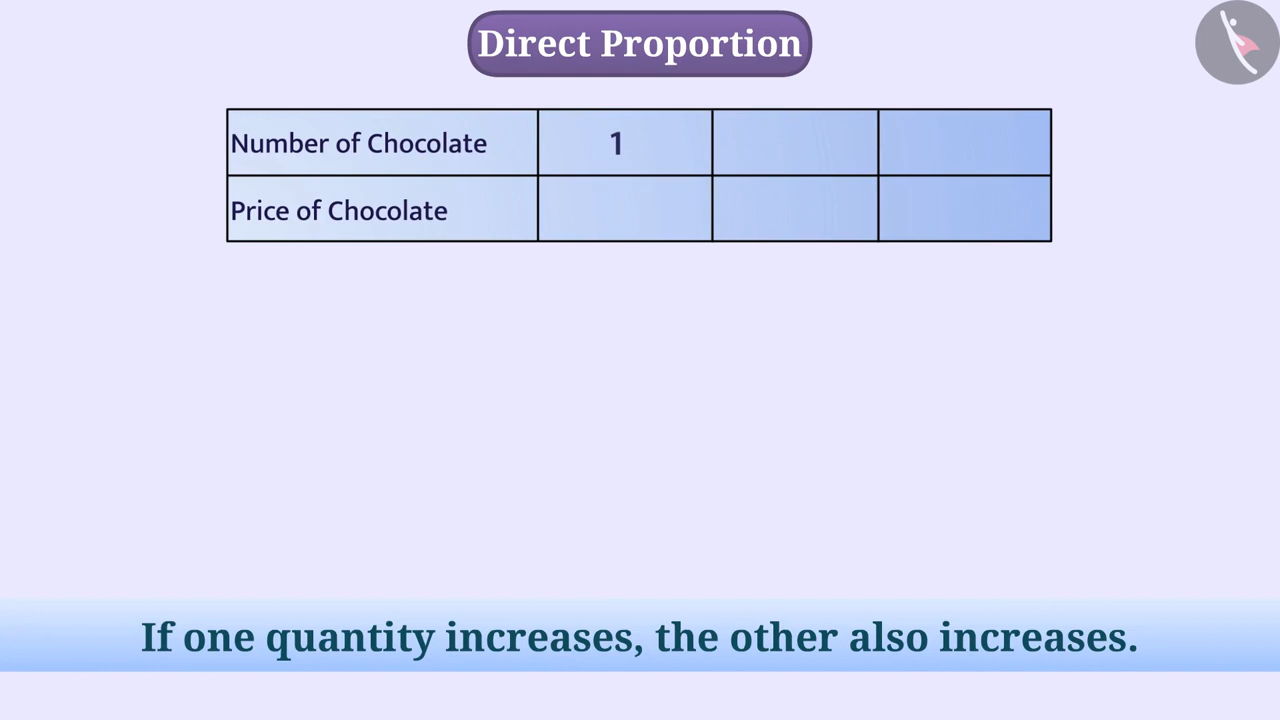 Direct Proportion
Number of Chocolate 1
Price of Chocolate
If one quantity increases, the other also increases.